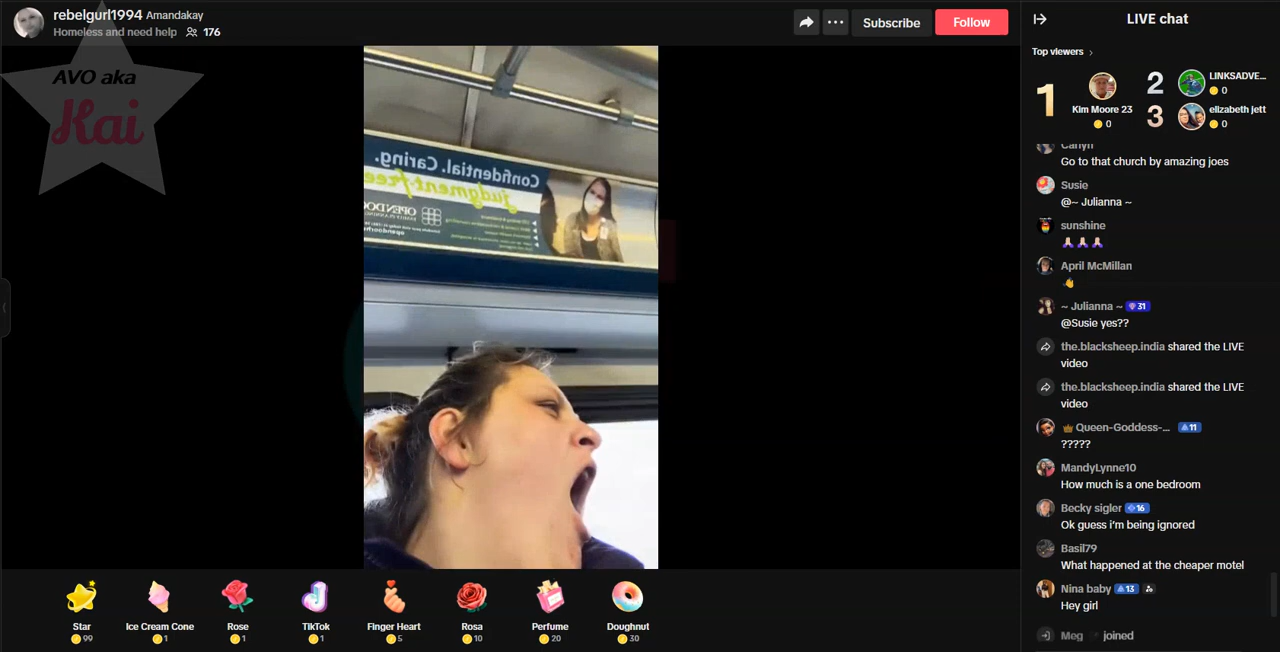 rebelgurl1994 Amandakay
Homeless and need help 176
Subscribe
Follow
AVO aka
Kai
Confidential. Caring.
judgment-free
OPENDOO
LIVE chat
Top viewers
1
Kim Moore 23
0
2
LINKSADVE...
0
3
elizabeth jett
0
Carlyn
Go to that church by amazing joes
Susie
@~ Julianna ~
sunshine
April McMillan
~ Julianna ~ 31
@Susie yes??
the.blacksheep.india shared the LIVE
video
the.blacksheep.india shared the LIVE
video
Queen-Goddess-... 11
?????
MandyLynne10
How much is a one bedroom
Becky sigler 16
Ok guess i'm being ignored
Basil79
What happened at the cheaper motel
Nina baby 13
Hey girl
Meg joined
Star
99
Ice Cream Cone
1
Rose
1
TikTok
1
Finger Heart
5
Rosa
10
Perfume
20
Doughnut
30